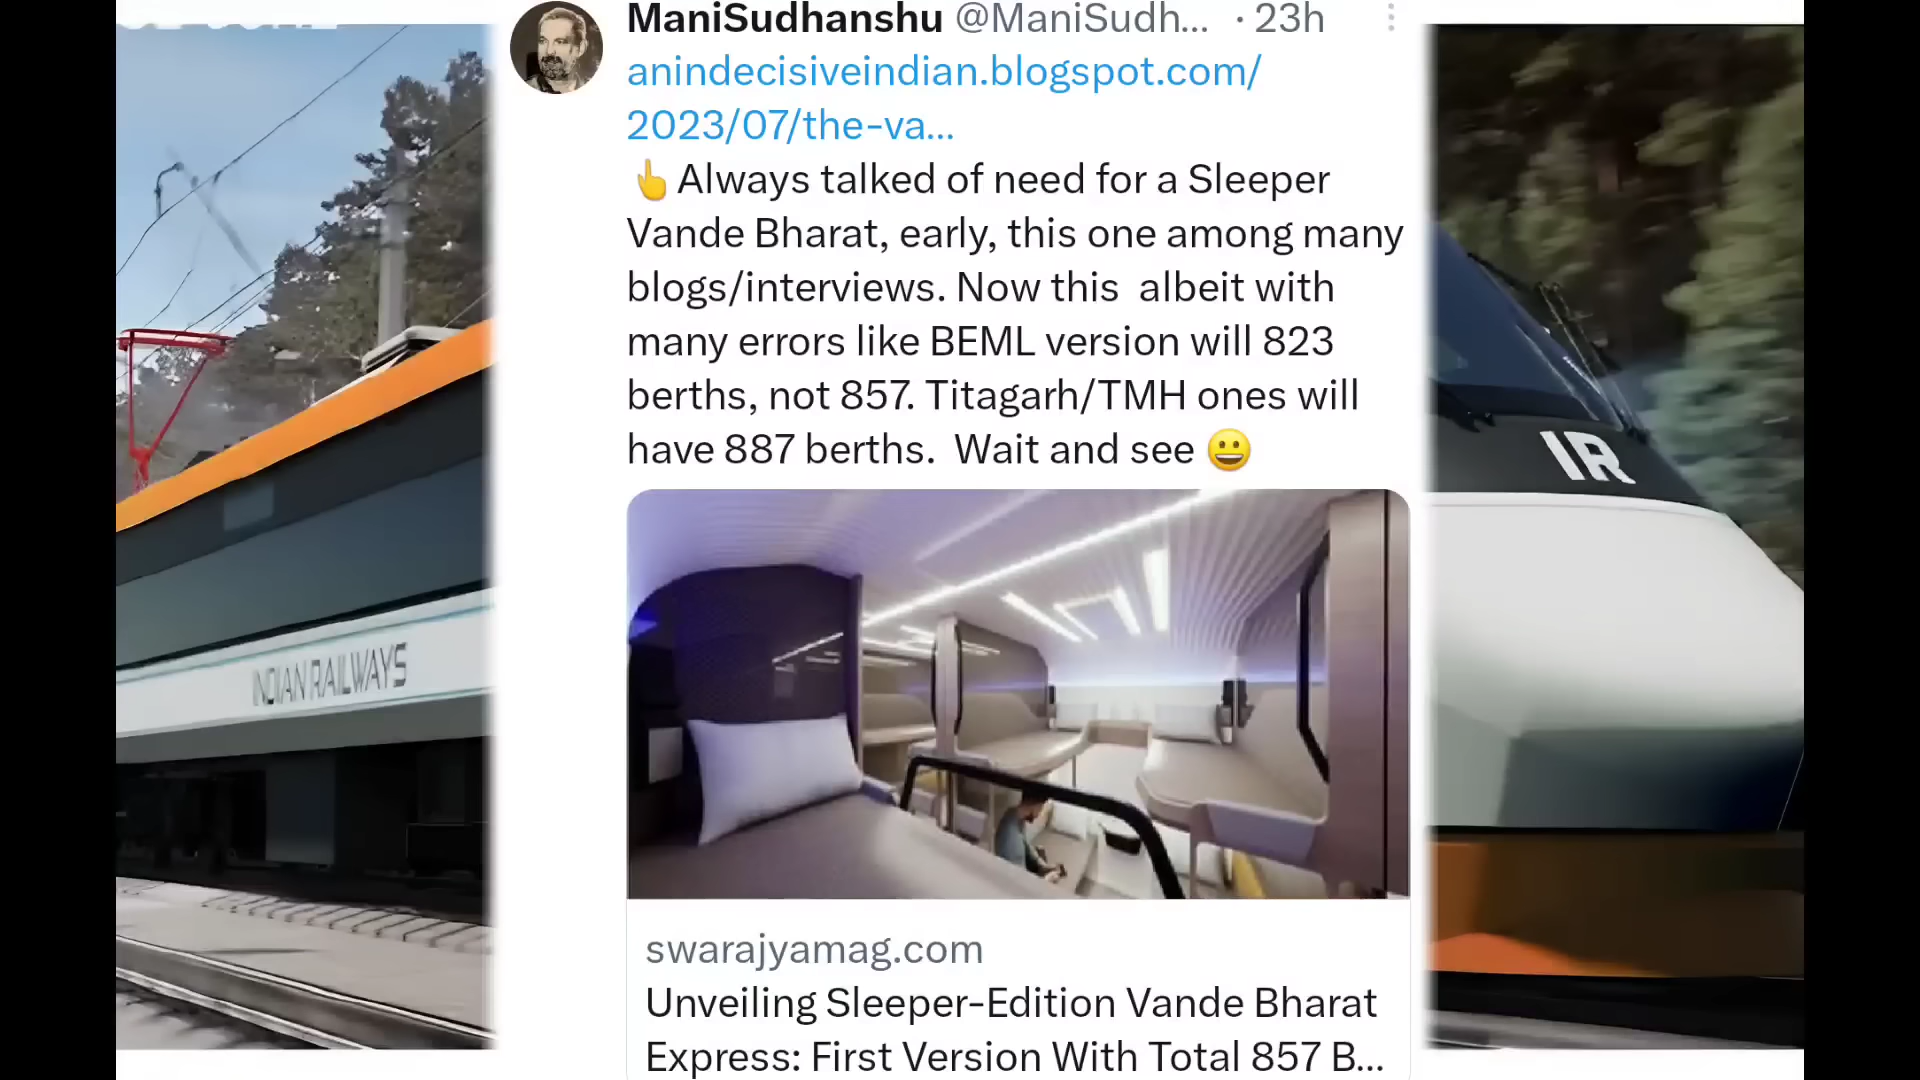 ManiSudhanshu @ManiSudh... · 23h
anindecisiveindian.blogspot.com/
2023/07/the-va...
👆Always talked of need for a Sleeper
Vande Bharat, early, this one among many
blogs/interviews. Now this  albeit with
many errors like BEML version will 823
berths, not 857. Titagarh/TMH ones will
have 887 berths.  Wait and see 😀
IR
INDIAN RAILWAYS
swarajyamag.com
Unveiling Sleeper-Edition Vande Bharat
Express: First Version With Total 857 B...